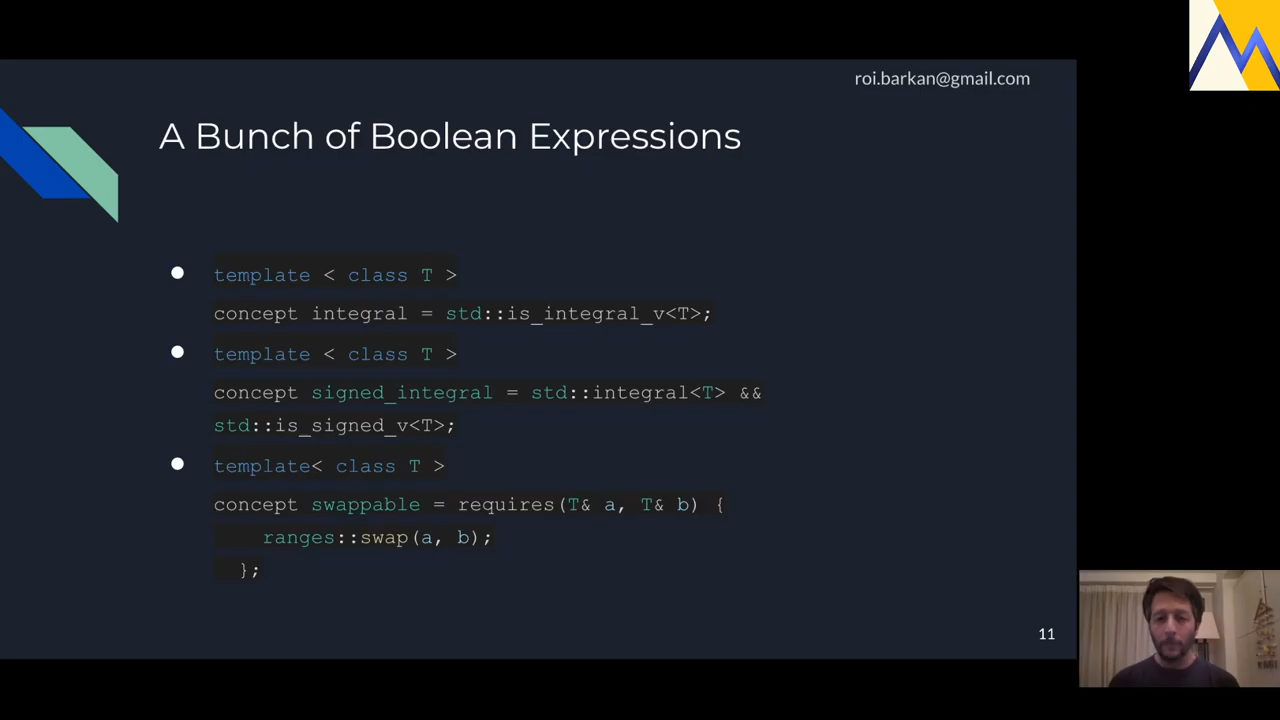 roi.barkan@gmail.com
A Bunch of Boolean Expressions
● template < class T >
concept integral = std::is_integral_v<T>;
● template < class T >
concept signed_integral = std::integral<T> &&
std::is_signed_v<T>;
● template< class T >
concept swappable = requires(T& a, T& b) {
ranges::swap(a, b);
};
11